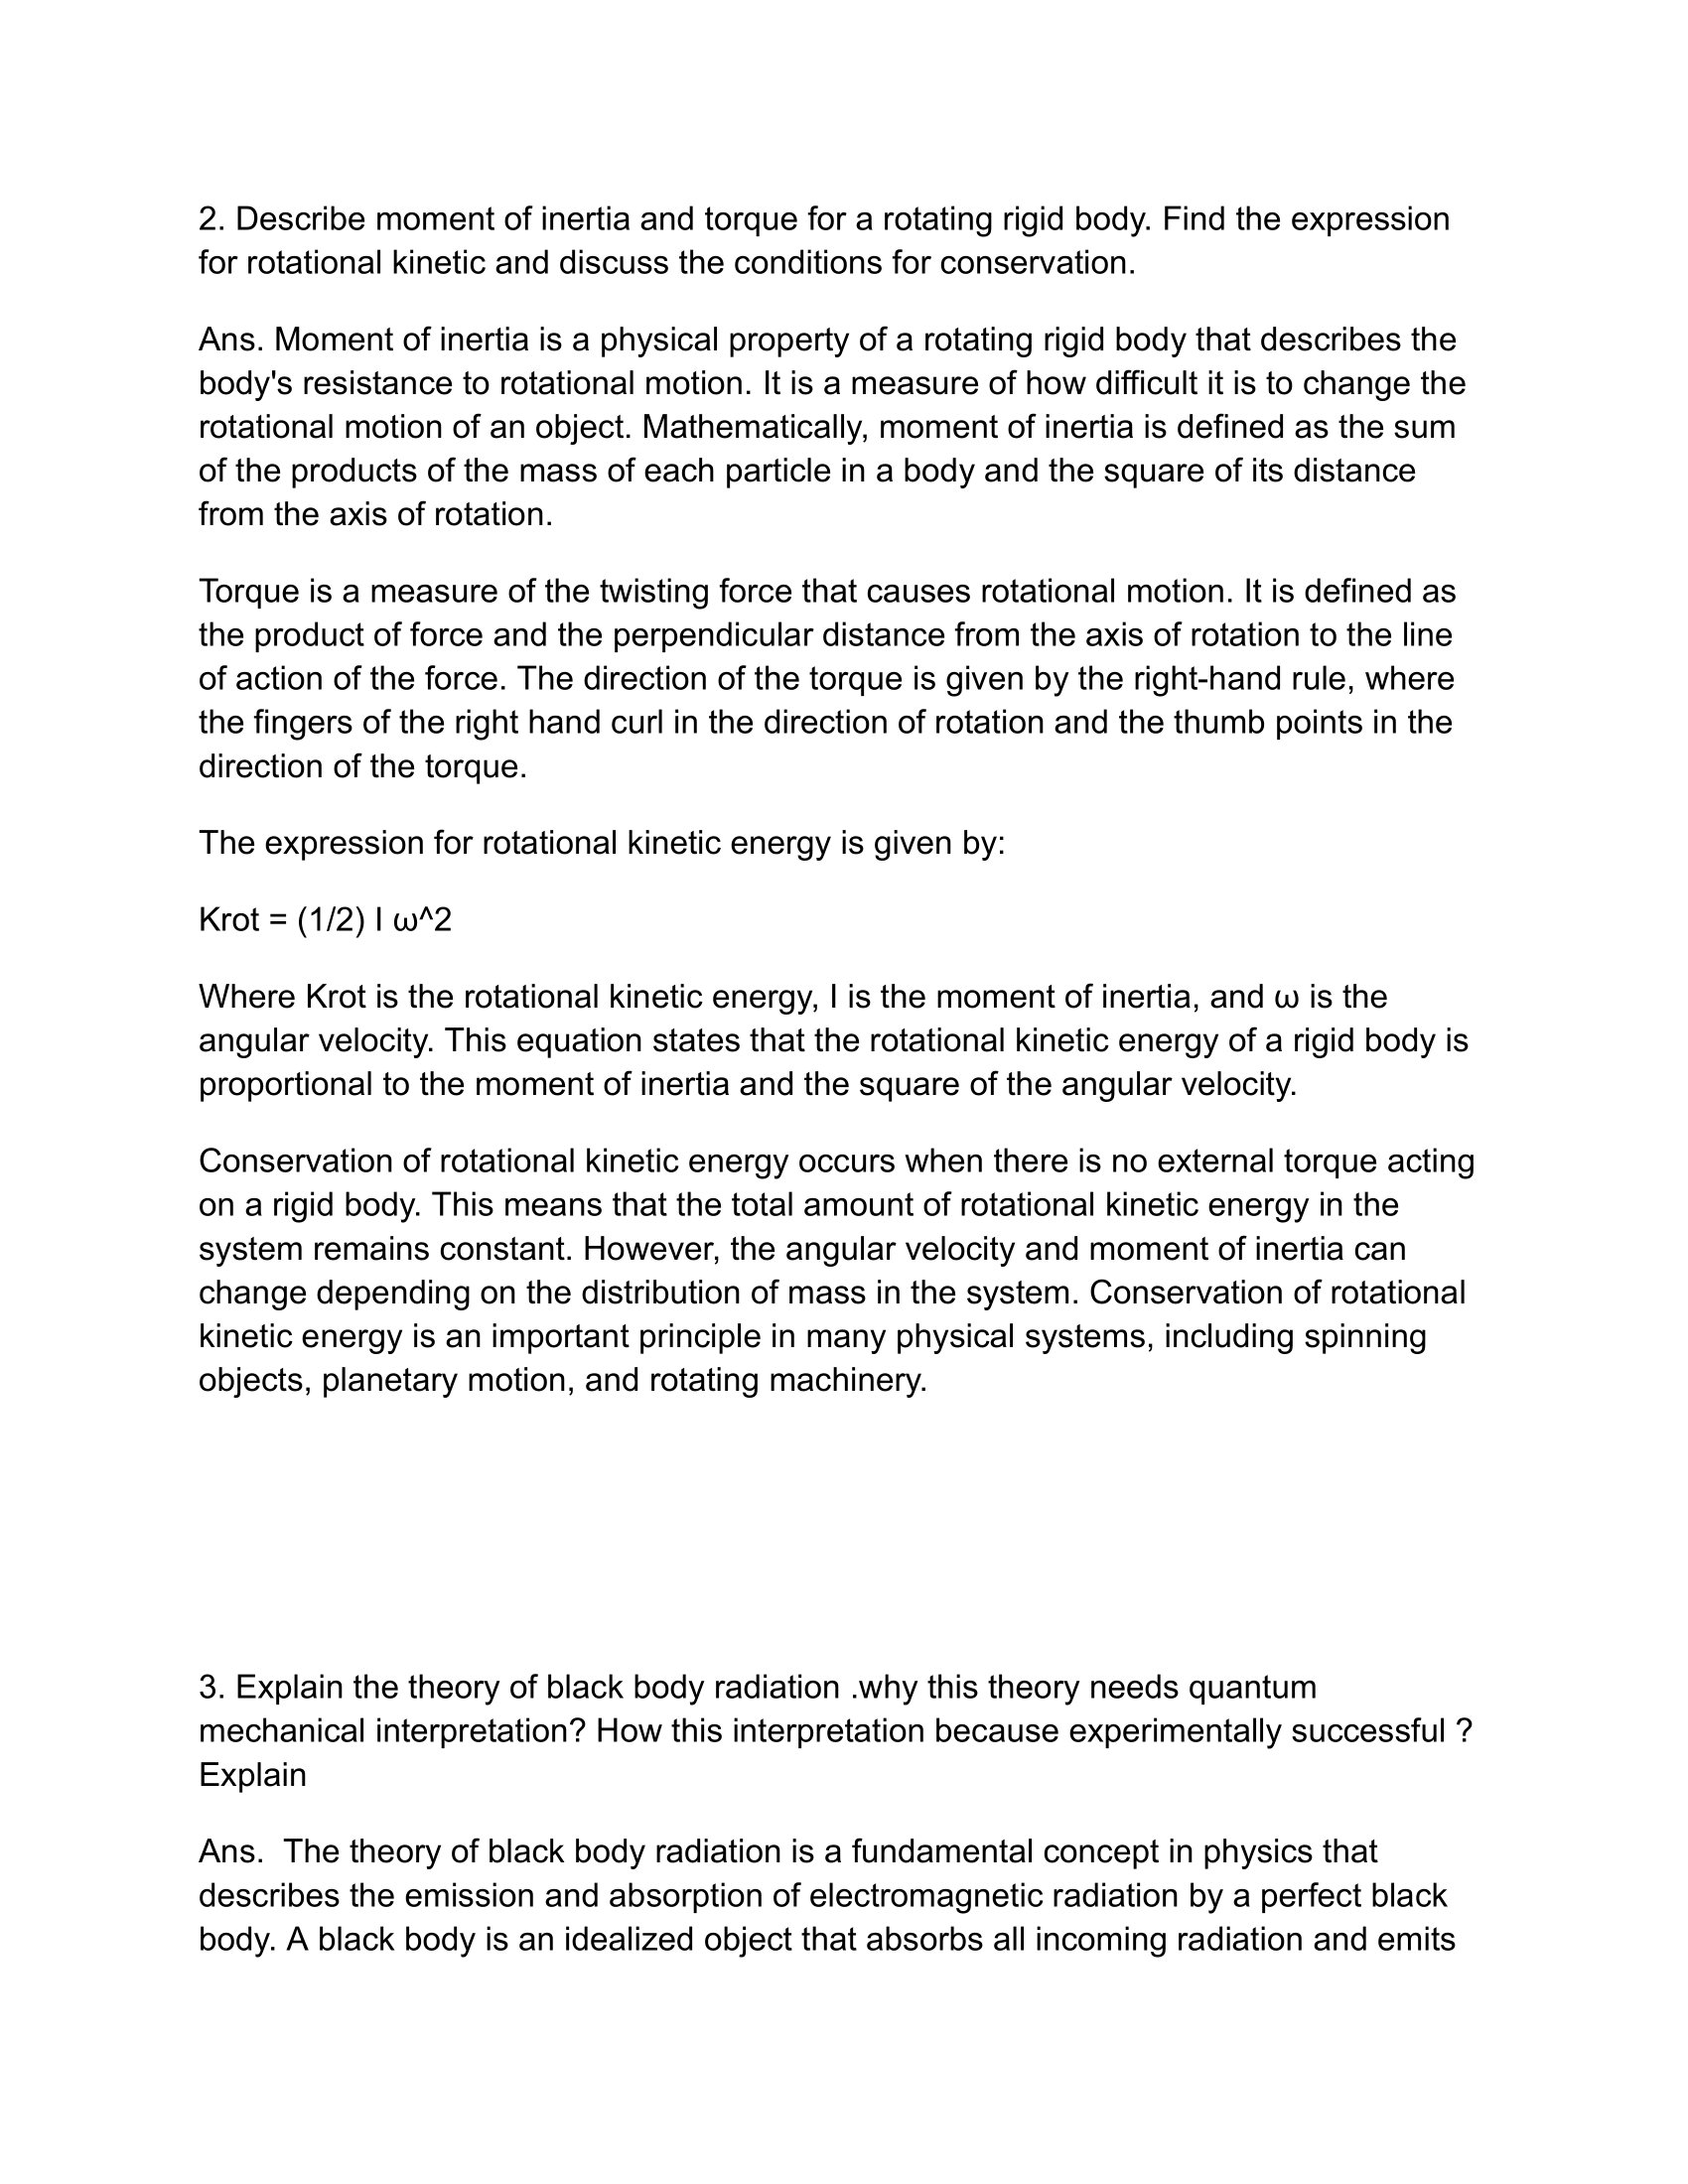 2. Describe moment of inertia and torque for a rotating rigid body. Find the expression
for rotational kinetic and discuss the conditions for conservation.
Ans. Moment of inertia is a physical property of a rotating rigid body that describes the
body's resistance to rotational motion. It is a measure of how difficult it is to change the
rotational motion of an object. Mathematically, moment of inertia is defined as the sum
of the products of the mass of each particle in a body and the square of its distance
from the axis of rotation.
Torque is a measure of the twisting force that causes rotational motion. It is defined as
the product of force and the perpendicular distance from the axis of rotation to the line
of action of the force. The direction of the torque is given by the right-hand rule, where
the fingers of the right hand curl in the direction of rotation and the thumb points in the
direction of the torque.
The expression for rotational kinetic energy is given by:
Krot = (1/2) I ω^2
Where Krot is the rotational kinetic energy, I is the moment of inertia, and ω is the
angular velocity. This equation states that the rotational kinetic energy of a rigid body is
proportional to the moment of inertia and the square of the angular velocity.
Conservation of rotational kinetic energy occurs when there is no external torque acting
on a rigid body. This means that the total amount of rotational kinetic energy in the
system remains constant. However, the angular velocity and moment of inertia can
change depending on the distribution of mass in the system. Conservation of rotational
kinetic energy is an important principle in many physical systems, including spinning
objects, planetary motion, and rotating machinery.
3. Explain the theory of black body radiation .why this theory needs quantum
mechanical interpretation? How this interpretation because experimentally successful ?
Explain
Ans.  The theory of black body radiation is a fundamental concept in physics that
describes the emission and absorption of electromagnetic radiation by a perfect black
body. A black body is an idealized object that absorbs all incoming radiation and emits